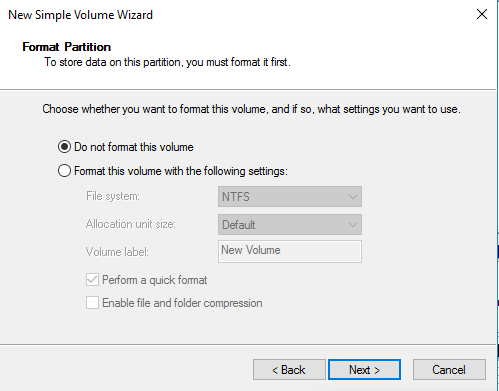 New Simple Volume Wizard
Format Partition
To store data on this partition, you must format it first.
Choose whether you want to format this volume, and if so, what settings you want to use.
Do not format this volume
Format this volume with the following settings:
File system: NTFS
Allocation unit size: Default
Volume label: New Volume
Perform a quick format
Enable file and folder compression
< Back Next > Cancel